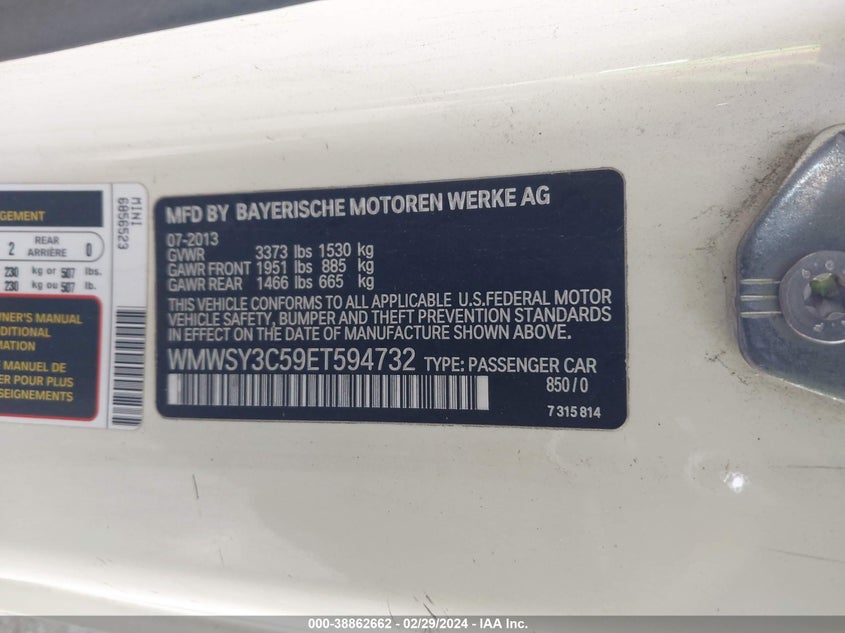 GEMENT
2 REAR ARRIÈRE 0
230 kg or 507 lbs.
230 kg ou 507 lb.
WNER'S MANUAL
DITIONAL
RMATION
E MANUEL DE
ER POUR PLUS
SEIGNEMENTS
MINI
6856523
MFD BY BAYERISCHE MOTOREN WERKE AG
07-2013
GVWR 3373 lbs 1530 kg
GAWR FRONT 1951 lbs 885 kg
GAWR REAR 1466 lbs 665 kg
THIS VEHICLE CONFORMS TO ALL APPLICABLE U.S.FEDERAL MOTOR
VEHICLE SAFETY, BUMPER AND THEFT PREVENTION STANDARDS
IN EFFECT ON THE DATE OF MANUFACTURE SHOWN ABOVE.
WMWSY3C59ET594732 TYPE: PASSENGER CAR
850/0
7 315 814
000-38862662 - 02/29/2024 - IAA Inc.